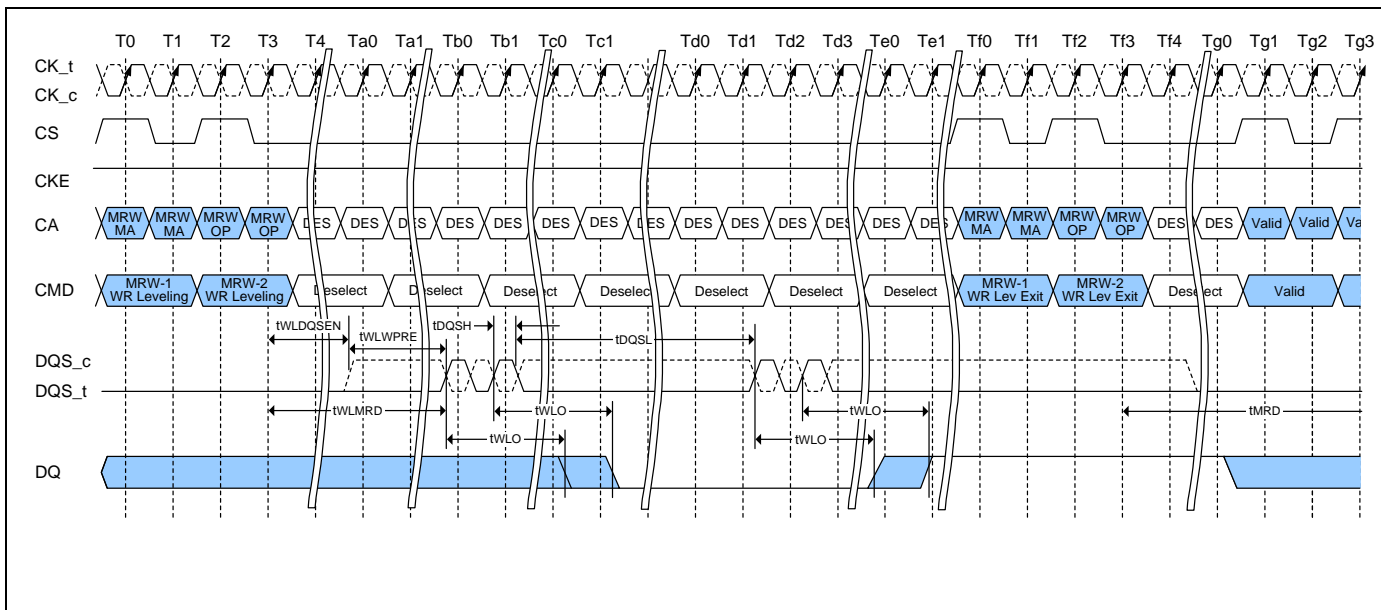 T0 T1 T2 T3 T4 Ta0 Ta1 Tb0 Tb1 Tc0 Tc1 Td0 Td1 Td2 Td3 Te0 Te1 Tf0 Tf1 Tf2 Tf3 Tf4 Tg0 Tg1 Tg2 Tg3
CK_t
CK_c
CS
CKE
MRW MRW MRW MRW MRW MRW MRW MRW
CA DES DES DES DES DES DES DES DES DES DES DES DES DES DES DES DES Valid Valid Va
MA MA OP OP MA MA OP OP
MRW-1 MRW-2 MRW-1 MRW-2
CMD Deselect Deselect Deselect Deselect Deselect Deselect Deselect Deselect Valid
WR Leveling WR Leveling WR Lev Exit WR Lev Exit
tWLDQSEN tWLWPRE tDQSH tDQSL
DQS_c
DQS_t
tWLMRD tWLO tWLO tMRD
tWLO tWLO
DQ